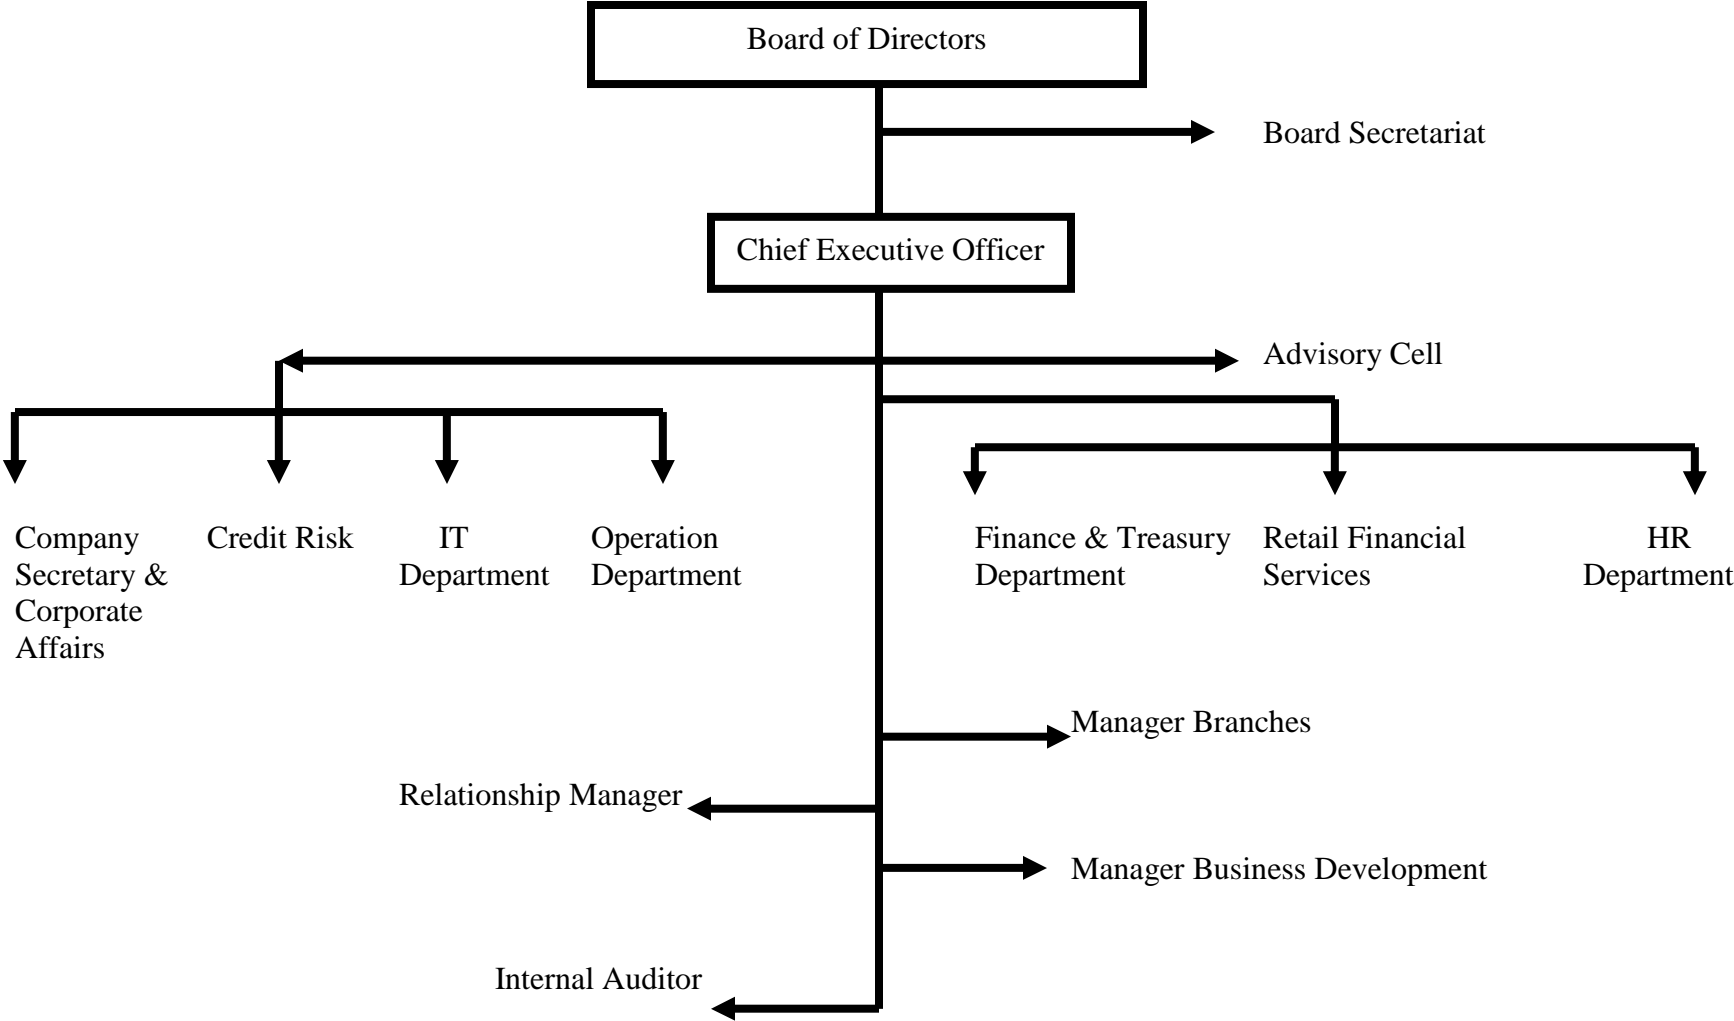 Board of Directors
Board Secretariat
Chief Executive Officer
Advisory Cell
Company
Secretary &
Corporate
Affairs
Credit Risk
IT
Department
Operation
Department
Finance & Treasury
Department
Retail Financial
Services
HR
Department
Manager Branches
Relationship Manager
Manager Business Development
Internal Auditor